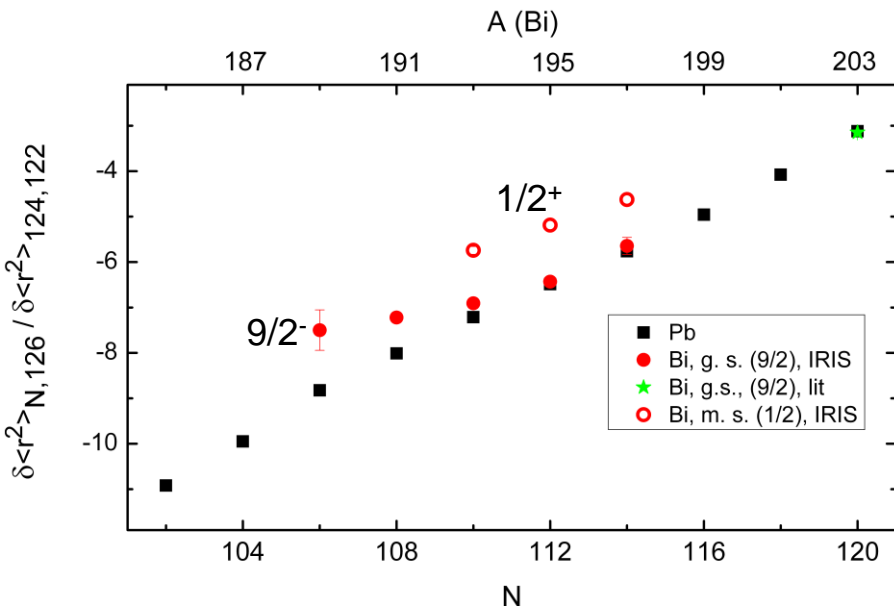 A (Bi)
187 191 195 199 203
δ<r²>N,126 / δ<r²>124,122
-4
-6
-8
-10
1/2⁺
9/2⁻
Pb
Bi, g. s. (9/2), IRIS
Bi, g.s., (9/2), lit
Bi, m. s. (1/2), IRIS
104 108 112 116 120
N